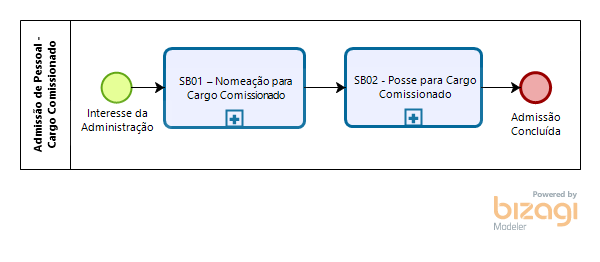 Admissão de Pessoal -
Cargo Comissionado
Interesse da
Administração
SB01 – Nomeação para
Cargo Comissionado
SB02 - Posse para Cargo
Comissionado
Admissão
Concluída
Powered by
bizagi
Modeler